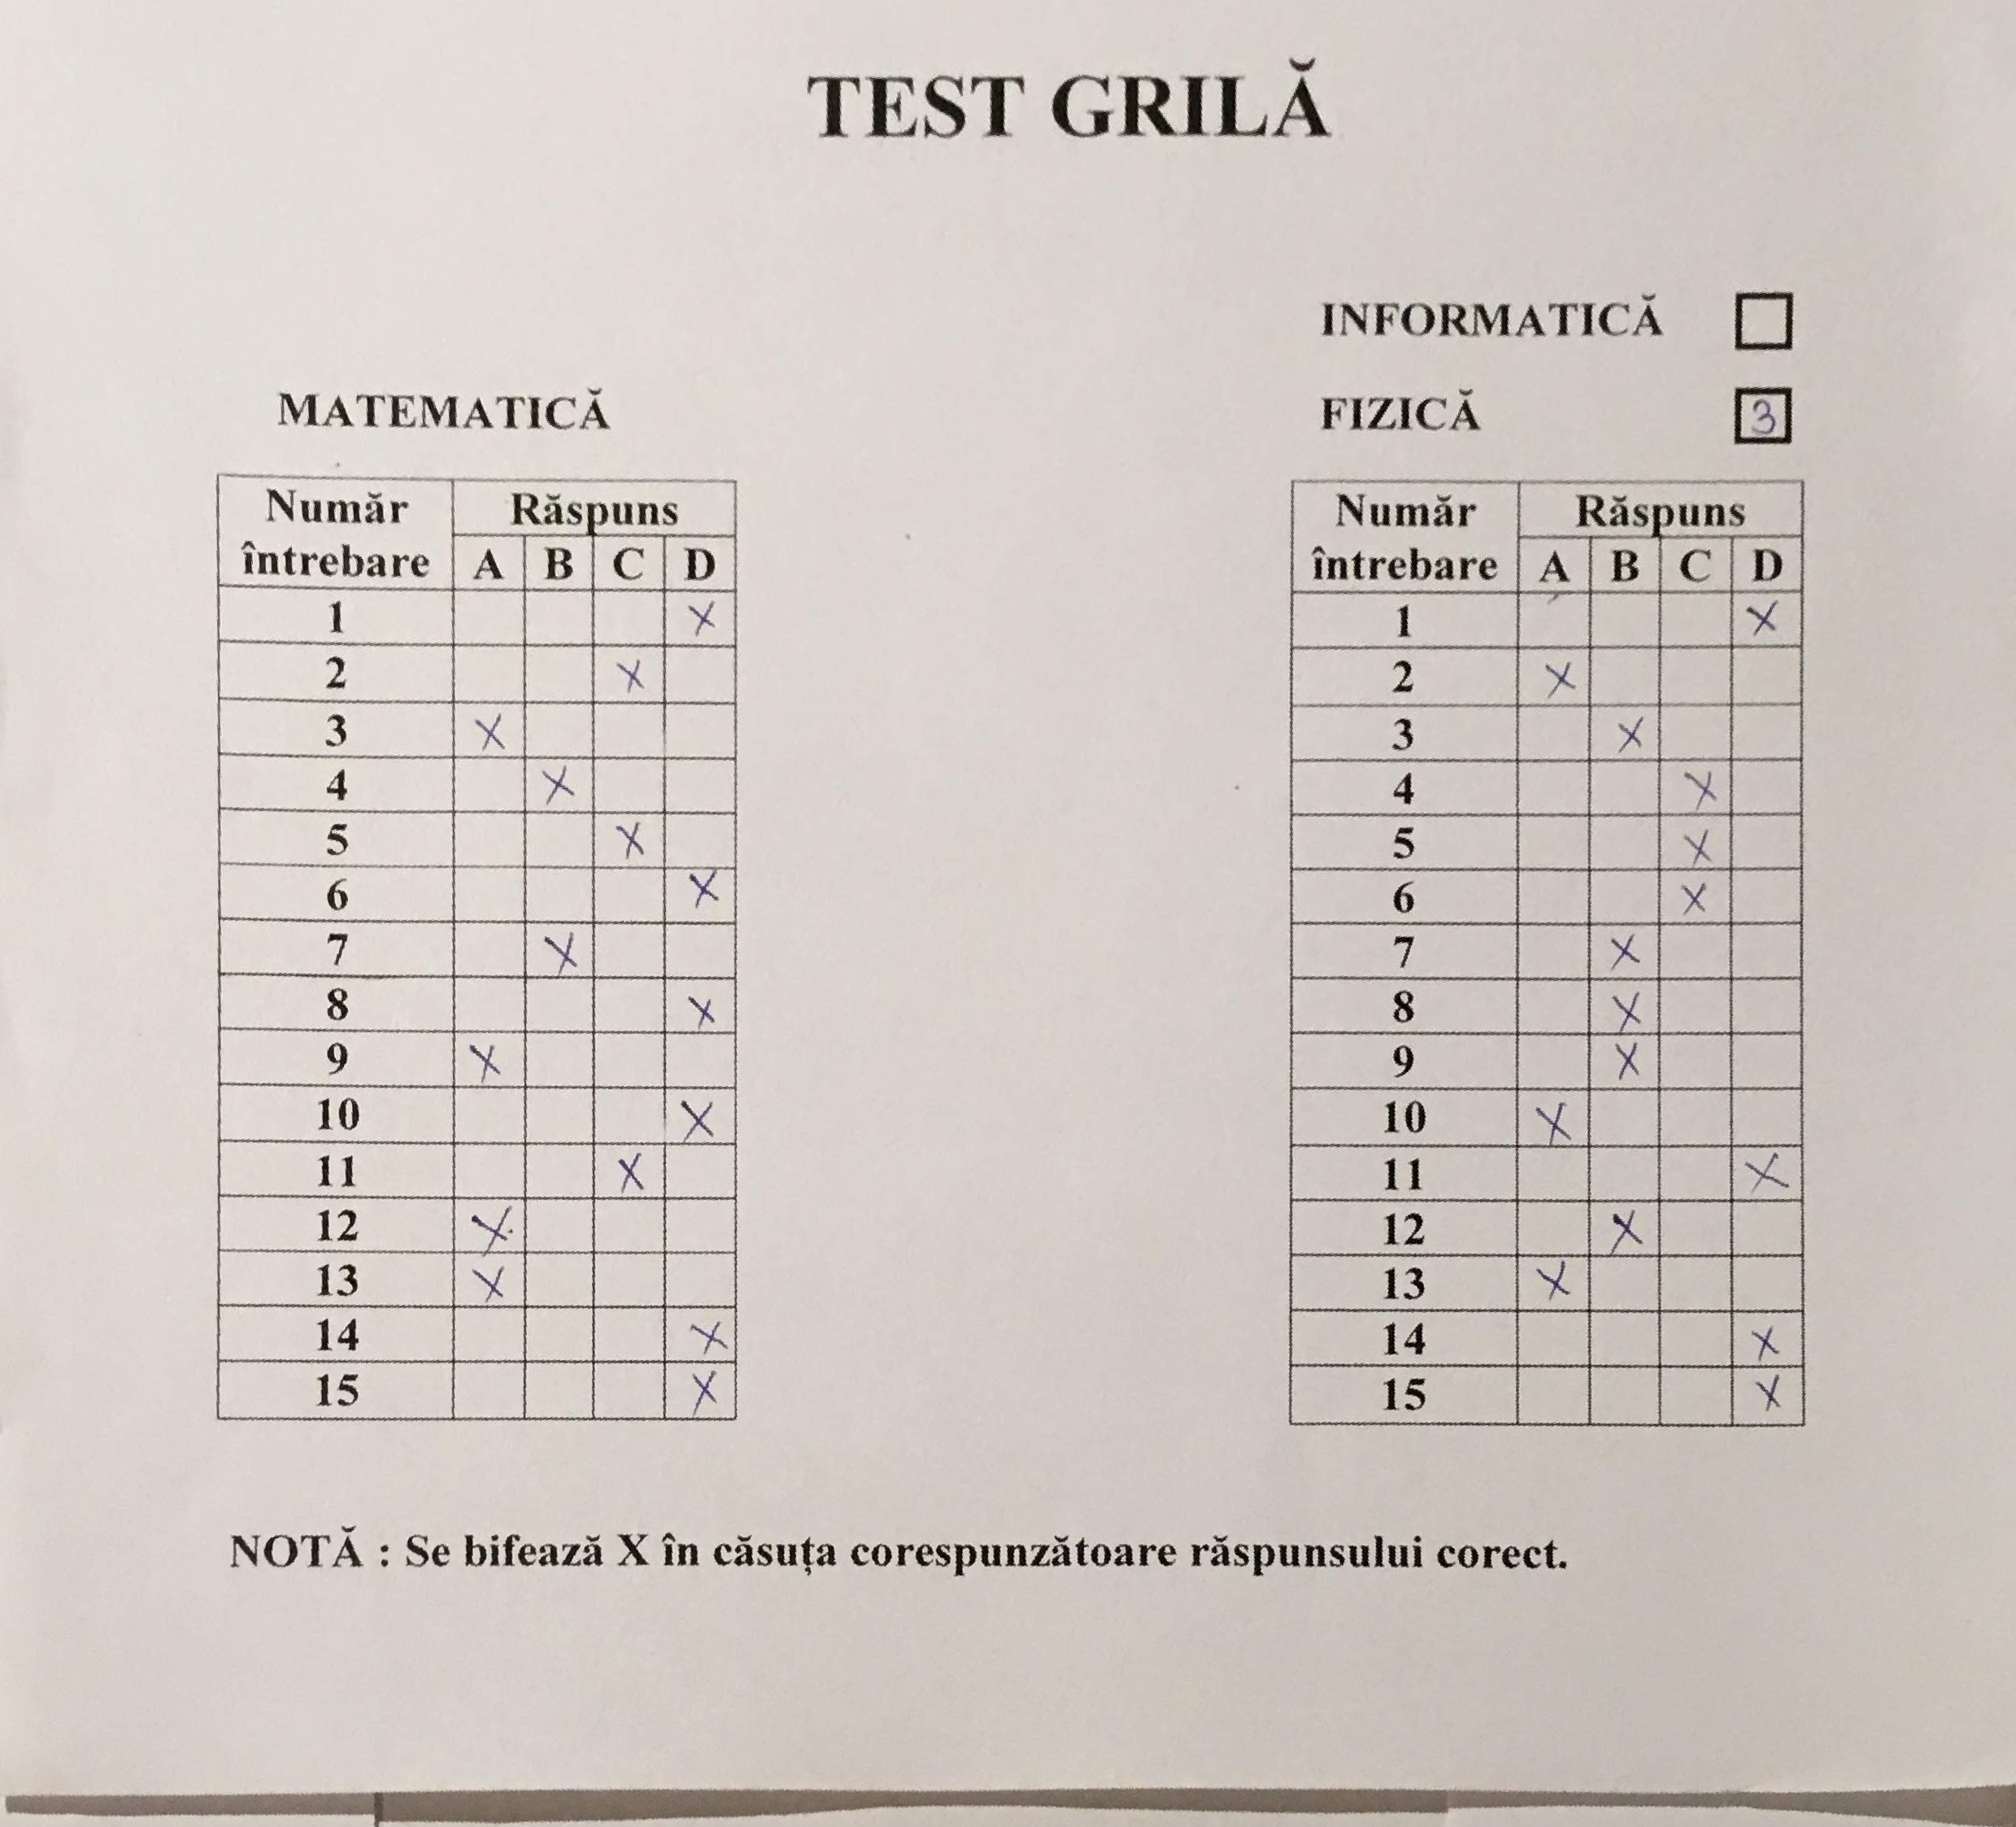 TEST GRILĂ
INFORMATICĂ
MATEMATICĂ
FIZICĂ 3
Număr întrebare Răspuns
A B C D
1 X
2 X
3 X
4 X
5 X
6 X
7 X
8 X
9 X
10 X
11 X
12 X
13 X
14 X
15 X
Număr întrebare Răspuns
A B C D
1 X
2 X
3 X
4 X
5 X
6 X
7 X
8 X
9 X
10 X
11 X
12 X
13 X
14 X
15 X
NOTĂ : Se bifează X în căsuța corespunzătoare răspunsului corect.